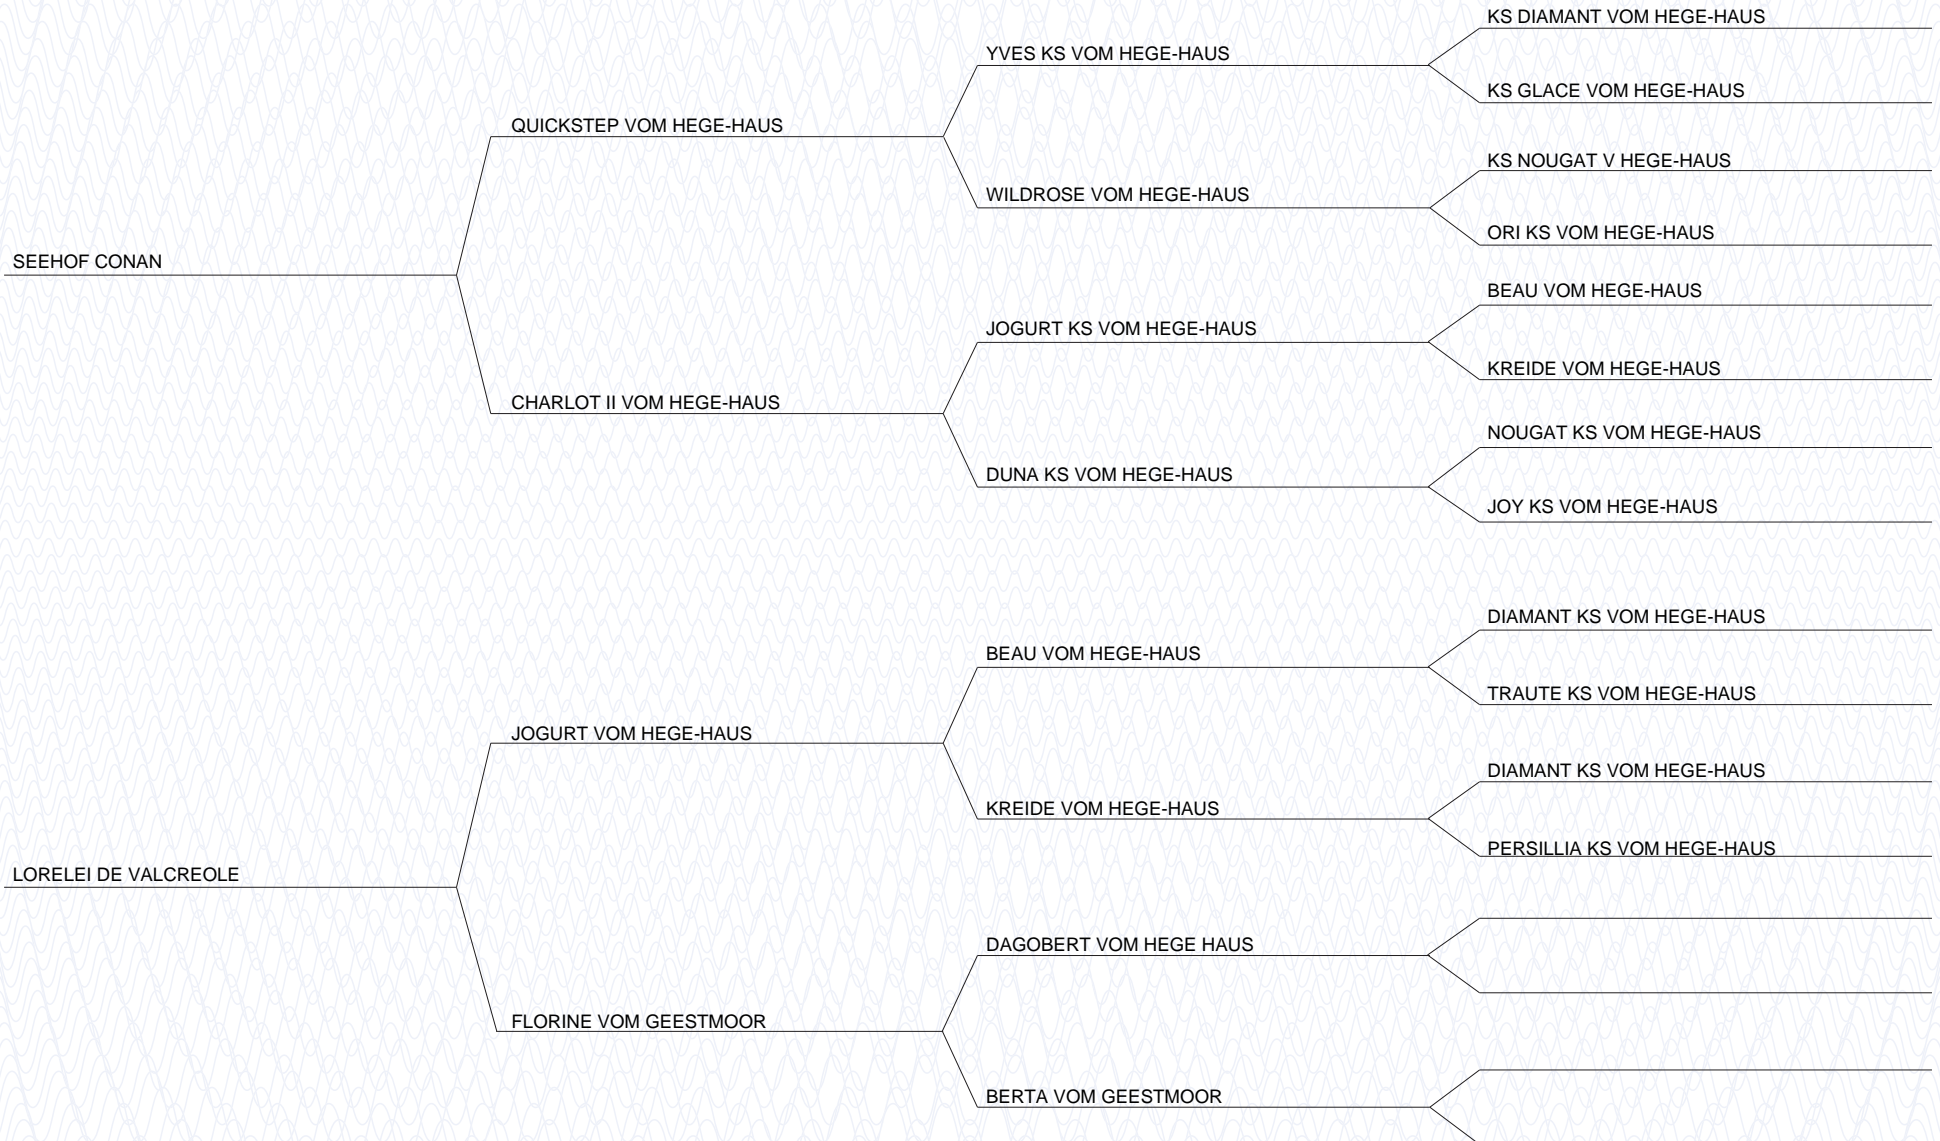 KS DIAMANT VOM HEGE-HAUS
YVES KS VOM HEGE-HAUS
KS GLACE VOM HEGE-HAUS
QUICKSTEP VOM HEGE-HAUS
KS NOUGAT V HEGE-HAUS
WILDROSE VOM HEGE-HAUS
ORI KS VOM HEGE-HAUS
SEEHOF CONAN
BEAU VOM HEGE-HAUS
JOGURT KS VOM HEGE-HAUS
KREIDE VOM HEGE-HAUS
CHARLOT II VOM HEGE-HAUS
NOUGAT KS VOM HEGE-HAUS
DUNA KS VOM HEGE-HAUS
JOY KS VOM HEGE-HAUS
DIAMANT KS VOM HEGE-HAUS
BEAU VOM HEGE-HAUS
TRAUTE KS VOM HEGE-HAUS
JOGURT VOM HEGE-HAUS
DIAMANT KS VOM HEGE-HAUS
KREIDE VOM HEGE-HAUS
PERSILLIA KS VOM HEGE-HAUS
LORELEI DE VALCREOLE
DAGOBERT VOM HEGE HAUS
FLORINE VOM GEESTMOOR
BERTA VOM GEESTMOOR